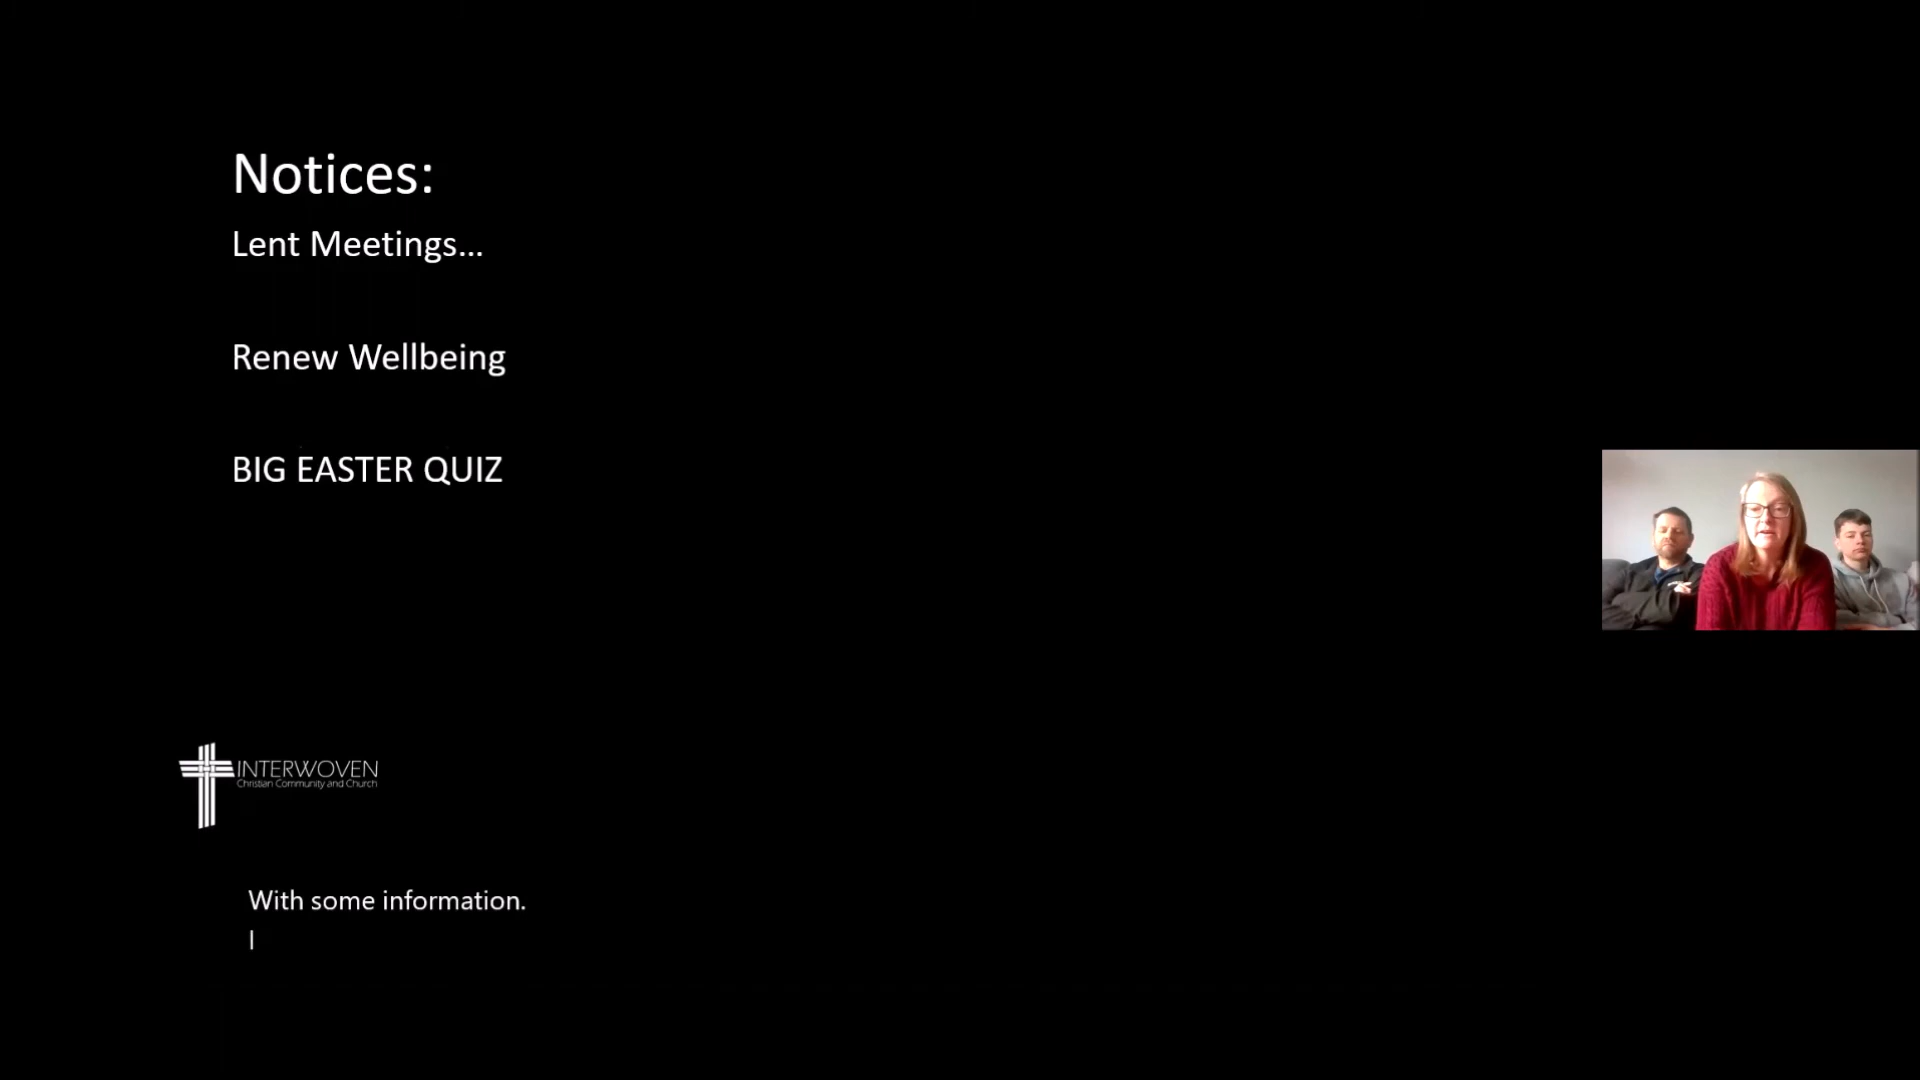 Notices:
Lent Meetings...
Renew Wellbeing
BIG EASTER QUIZ
INTERWOVEN
Christian Community and Church
With some information.
I